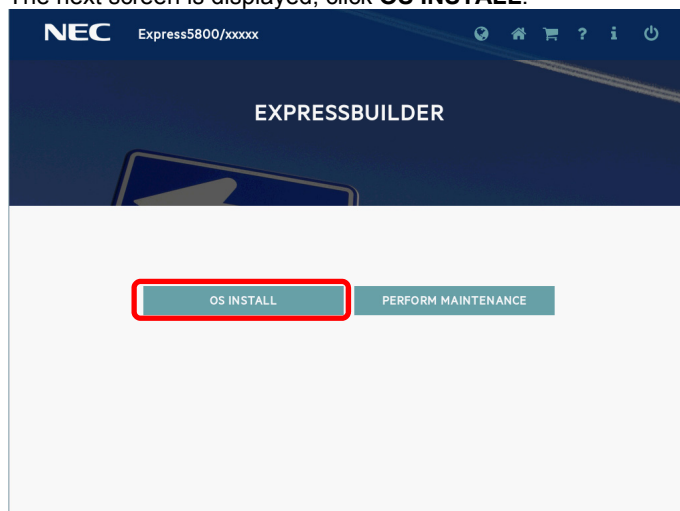 The next screen is displayed, click OS INSTALL.
NEC Express5800/xxxxx ? i
EXPRESSBUILDER
OS INSTALL PERFORM MAINTENANCE